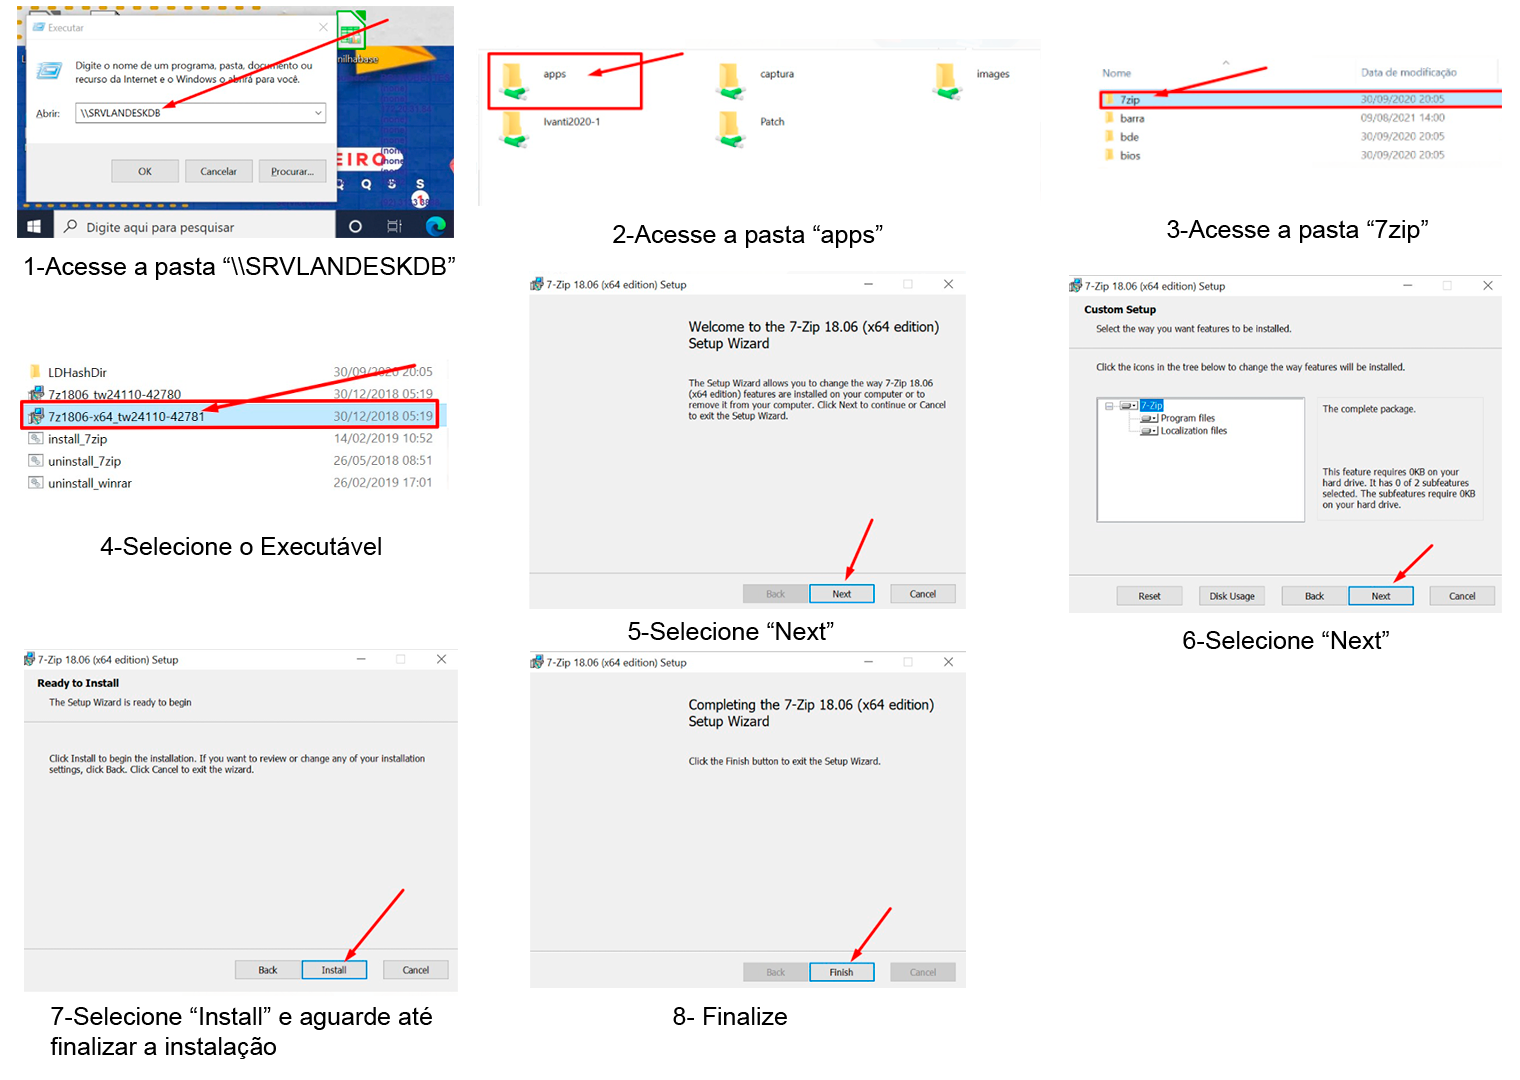 Executar
Digite o nome de um programa, pasta, documento ou
recurso da Internet e o Windows o abrirá para você.
Abrir:
\\SRVLANDESKDB
OK
Cancelar
Procurar...
nilhabase
EIRO
Q Q S S
Digite aqui para pesquisar
1-Acesse a pasta “\\SRVLANDESKDB”
apps
captura
images
Ivanti2020-1
Patch
2-Acesse a pasta “apps”
Nome
Data de modificação
7zip
30/09/2020 20:05
barra
09/08/2021 14:00
bde
30/09/2020 20:05
bios
30/09/2020 20:05
3-Acesse a pasta “7zip”
LDHashDir
30/09/2020 20:05
7z1806_tw24110-42780
30/12/2018 05:19
7z1806-x64_tw24110-42781
30/12/2018 05:19
install_7zip
14/02/2019 10:52
uninstall_7zip
26/05/2018 08:51
uninstall_winrar
26/02/2019 17:01
4-Selecione o Executável
7-Zip 18.06 (x64 edition) Setup
Welcome to the 7-Zip 18.06 (x64 edition)
Setup Wizard
The Setup Wizard allows you to change the way 7-Zip 18.06
(x64 edition) features are installed on your computer or to
remove it from your computer. Click Next to continue or Cancel
to exit the Setup Wizard.
Back
Next
Cancel
5-Selecione “Next”
7-Zip 18.06 (x64 edition) Setup
Custom Setup
Select the way you want features to be installed.
Click the icons in the tree below to change the way features will be installed.
7-Zip
Program files
Localization files
The complete package.
This feature requires 0KB on your
hard drive. It has 0 of 2 subfeatures
selected. The subfeatures require 0KB
on your hard drive.
Reset
Disk Usage
Back
Next
Cancel
6-Selecione “Next”
7-Zip 18.06 (x64 edition) Setup
Ready to Install
The Setup Wizard is ready to begin
Click Install to begin the installation. If you want to review or change any of your installation
settings, click Back. Click Cancel to exit the wizard.
Back
Install
Cancel
7-Selecione “Install” e aguarde até
finalizar a instalação
7-Zip 18.06 (x64 edition) Setup
Completing the 7-Zip 18.06 (x64 edition)
Setup Wizard
Click the Finish button to exit the Setup Wizard.
Back
Finish
Cancel
8- Finalize